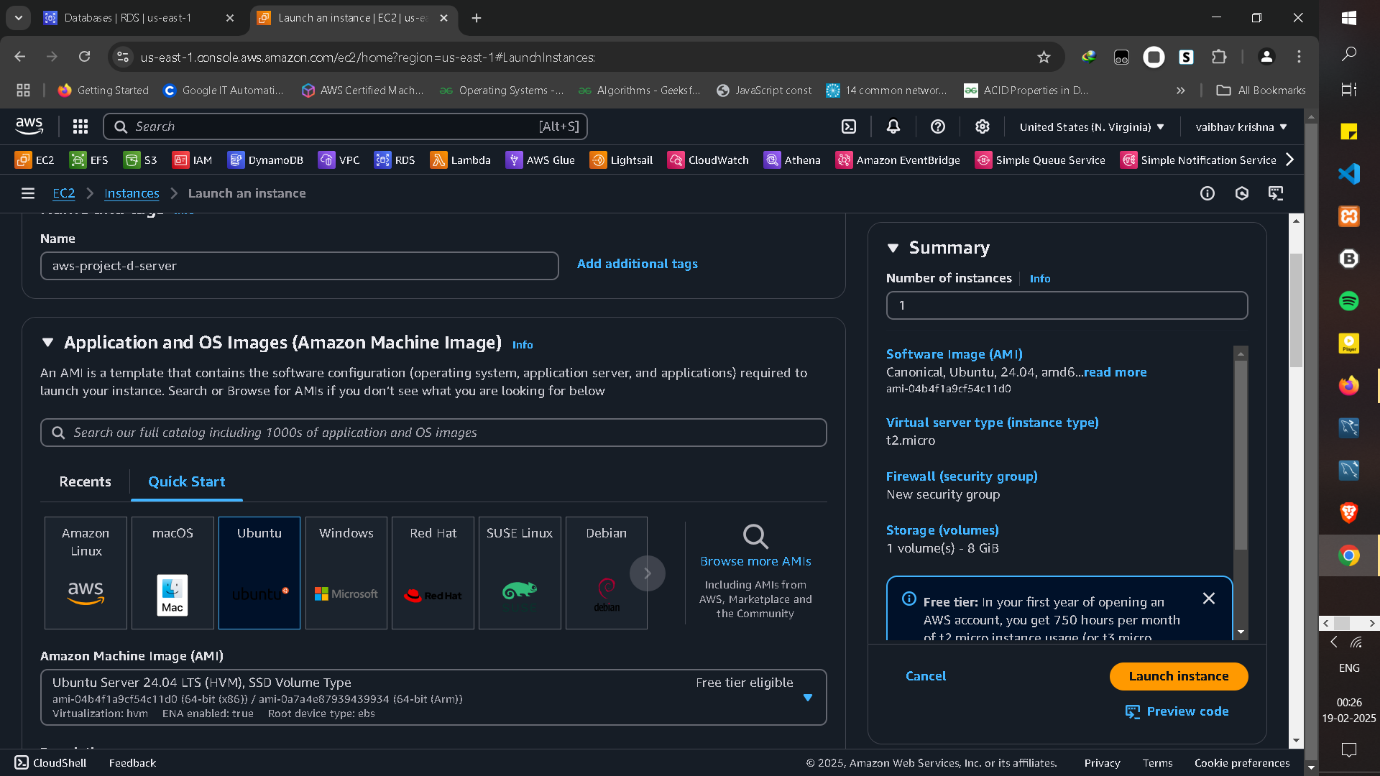 Databases | RDS | us-east-1
Launch an instance | EC2 | us-ea
us-east-1.console.aws.amazon.com/ec2/home?region=us-east-1#LaunchInstances:
Getting Started
Google IT Automati...
AWS Certified Mach...
Operating Systems -...
Algorithms - Geeksf...
JavaScript const
14 common networ...
ACID Properties in D...
»
All Bookmarks
aws
Search
[Alt+S]
United States (N. Virginia)
vaibhav krishna
EC2
EFS
S3
IAM
DynamoDB
VPC
RDS
Lambda
AWS Glue
Lightsail
CloudWatch
Athena
Amazon EventBridge
Simple Queue Service
Simple Notification Service
EC2
Instances
Launch an instance
Name and tags Info
Name
aws-project-d-server
Add additional tags
Application and OS Images (Amazon Machine Image) Info
An AMI is a template that contains the software configuration (operating system, application server, and applications) required to
launch your instance. Search or Browse for AMIs if you don't see what you are looking for below
Search our full catalog including 1000s of application and OS images
Recents
Quick Start
Amazon
Linux
aws
macOS
Mac
Ubuntu
ubuntu
Windows
Microsoft
Red Hat
Red Hat
SUSE Linux
Debian
debian
Browse more AMIs
Including AMIs from
AWS, Marketplace and
the Community
Amazon Machine Image (AMI)
Ubuntu Server 24.04 LTS (HVM), SSD Volume Type
Free tier eligible
ami-04b4f1a9cf54c11d0 (64-bit (x86)) / ami-0a7a4e87939439934 (64-bit (Arm))
Virtualization: hvm ENA enabled: true Root device type: ebs
Summary
Number of instances
Info
1
Software Image (AMI)
Canonical, Ubuntu, 24.04, amd6...read more
ami-04b4f1a9cf54c11d0
Virtual server type (instance type)
t2.micro
Firewall (security group)
New security group
Storage (volumes)
1 volume(s) - 8 GiB
Free tier: In your first year of opening an
AWS account, you get 750 hours per month
of t2.micro instance usage (or t3.micro
Cancel
Launch instance
Preview code
CloudShell
Feedback
© 2025, Amazon Web Services, Inc. or its affiliates.
Privacy
Terms
Cookie preferences
ENG
00:26
19-02-2025